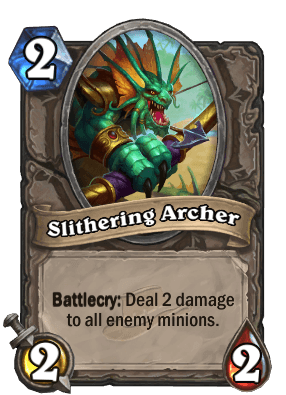 2
Slithering Archer
Battlecry: Deal 2 damage
to all enemy minions.
2
2